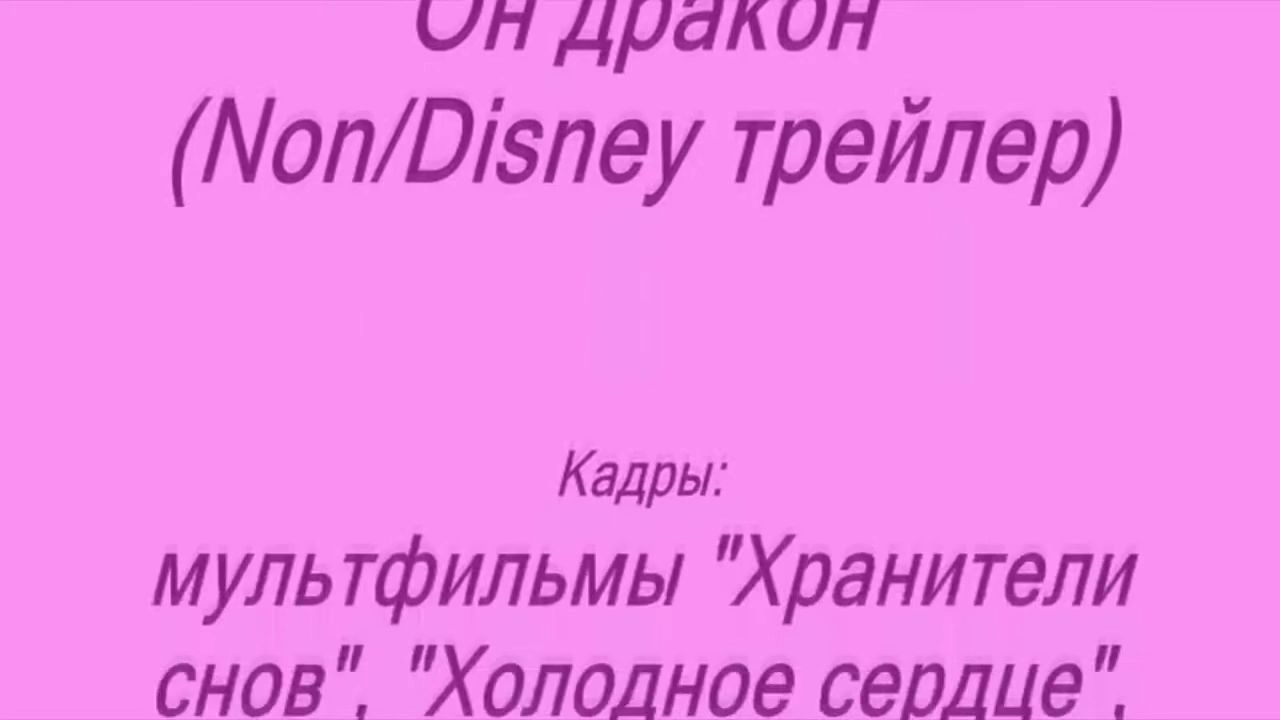 Он дракон
(Non/Disney трейлер)
Кадры:
мультфильмы "Хранители
снов", "Холодное сердце",